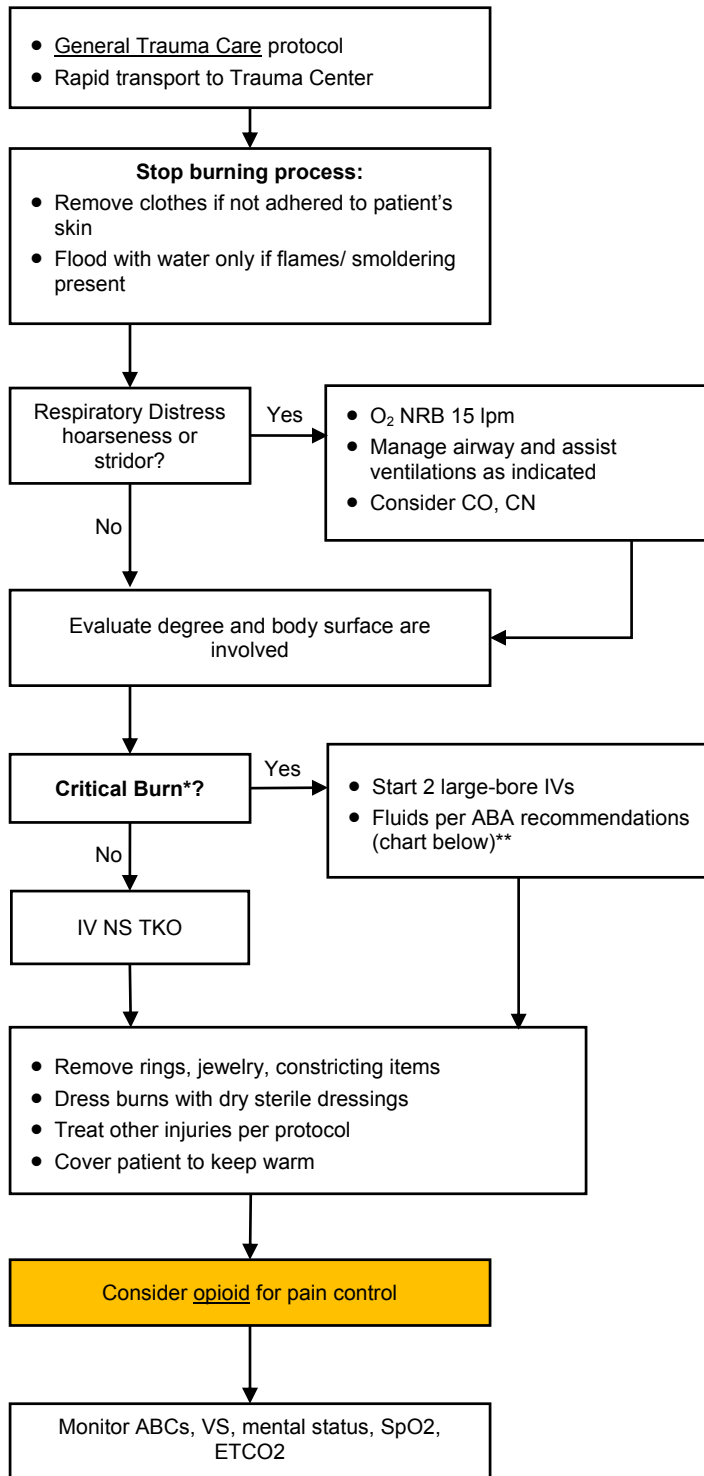 • General Trauma Care protocol
• Rapid transport to Trauma Center
Stop burning process:
• Remove clothes if not adhered to patient's
skin
• Flood with water only if flames/ smoldering
present
Respiratory Distress
hoarseness or
stridor?
Yes
No
• O₂ NRB 15 lpm
• Manage airway and assist
ventilations as indicated
• Consider CO, CN
Evaluate degree and body surface are
involved
Critical Burn*?
Yes
No
• Start 2 large-bore IVs
• Fluids per ABA recommendations
(chart below)**
IV NS TKO
• Remove rings, jewelry, constricting items
• Dress burns with dry sterile dressings
• Treat other injuries per protocol
• Cover patient to keep warm
Consider opioid for pain control
Monitor ABCs, VS, mental status, SpO2,
ETCO2